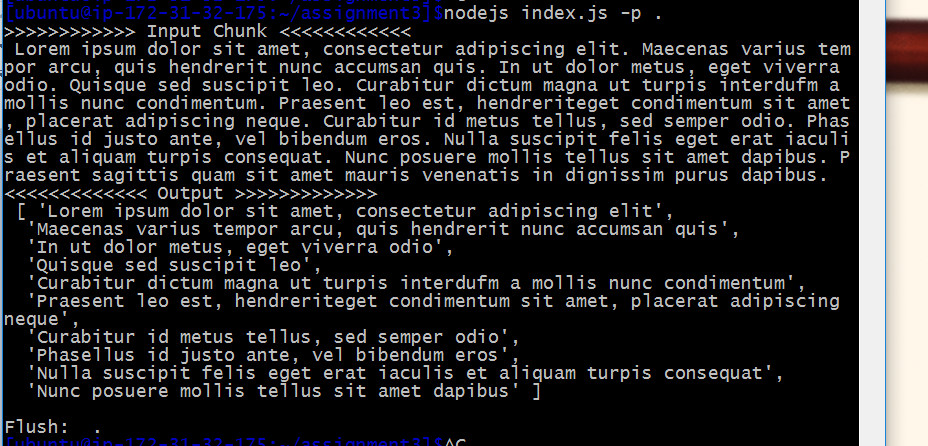 [ubuntu@ip-172-31-32-175:~/assignment3]$nodejs index.js -p .
>>>>>>>>>>>> Input Chunk <<<<<<<<<<<<
 Lorem ipsum dolor sit amet, consectetur adipiscing elit. Maecenas varius tem
por arcu, quis hendrerit nunc accumsan quis. In ut dolor metus, eget viverra 
odio. Quisque sed suscipit leo. Curabitur dictum magna ut turpis interdufm a 
mollis nunc condimentum. Praesent leo est, hendreriteget condimentum sit amet
, placerat adipiscing neque. Curabitur id metus tellus, sed semper odio. Phas
ellus id justo ante, vel bibendum eros. Nulla suscipit felis eget erat iaculi
s et aliquam turpis consequat. Nunc posuere mollis tellus sit amet dapibus. P
raesent sagittis quam sit amet mauris venenatis in dignissim purus dapibus.
<<<<<<<<<<<<< Output >>>>>>>>>>>>>
 [ 'Lorem ipsum dolor sit amet, consectetur adipiscing elit',
  'Maecenas varius tempor arcu, quis hendrerit nunc accumsan quis',
  'In ut dolor metus, eget viverra odio',
  'Quisque sed suscipit leo',
  'Curabitur dictum magna ut turpis interdufm a mollis nunc condimentum',
  'Praesent leo est, hendreriteget condimentum sit amet, placerat adipiscing 
neque',
  'Curabitur id metus tellus, sed semper odio',
  'Phasellus id justo ante, vel bibendum eros',
  'Nulla suscipit felis eget erat iaculis et aliquam turpis consequat',
  'Nunc posuere mollis tellus sit amet dapibus' ]
Flush:  .
[ubuntu@ip-172-31-32-175:~/assignment3]$^C